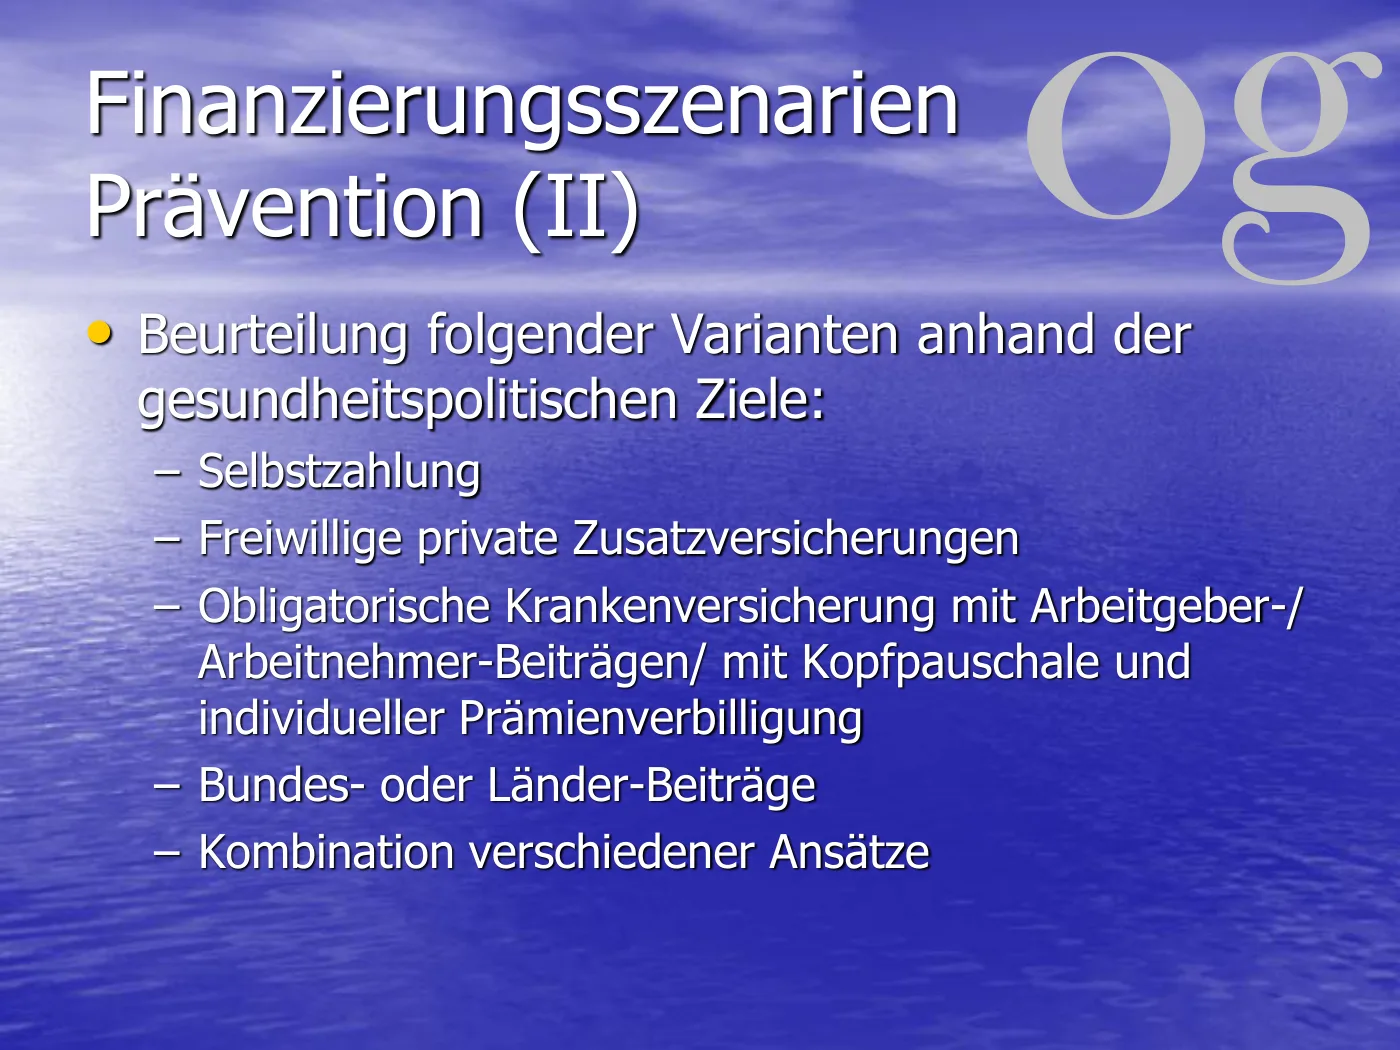 Finanzierungsszenarien
Prävention (II)
og
• Beurteilung folgender Varianten anhand der
gesundheitspolitischen Ziele:
– Selbstzahlung
– Freiwillige private Zusatzversicherungen
– Obligatorische Krankenversicherung mit Arbeitgeber-/
Arbeitnehmer-Beiträgen/ mit Kopfpauschale und
individueller Prämienverbilligung
– Bundes- oder Länder-Beiträge
– Kombination verschiedener Ansätze